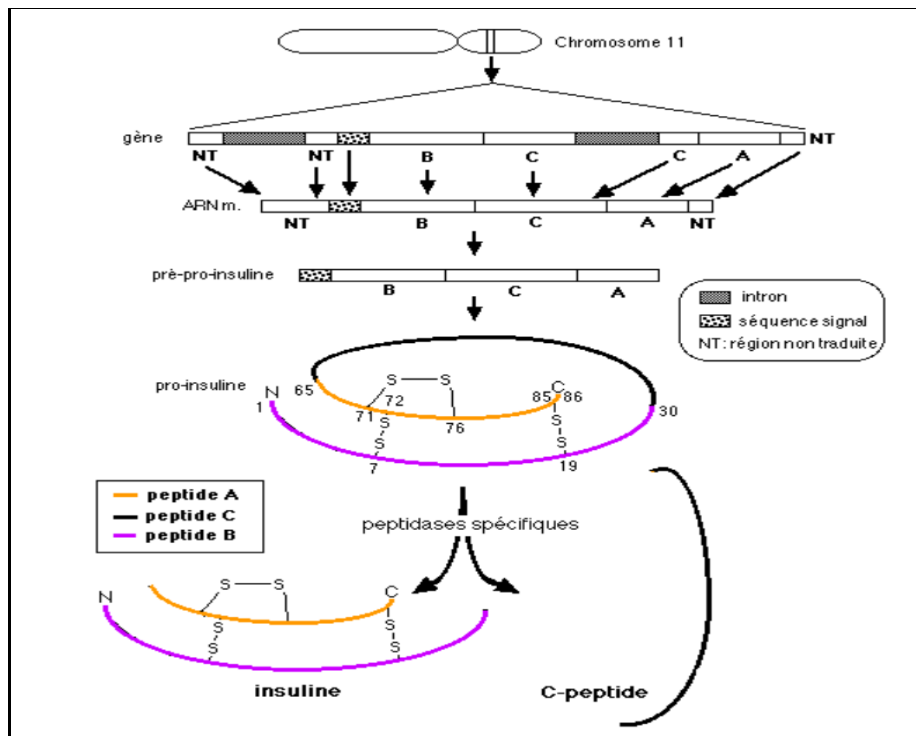 Chromosome 11
gène
NT
NT NT B C C A
ARN m.
NT B C A NT
prè-pro-insuline
B C A
intron
séquence signal
NT : région non traduite
pro-insuline
N 1 65 S S C
71 72 76 85 86 30
S S S S
7 19
peptide A
peptide C
peptide B
peptidases spécifiques
N S S C
S S S S
insuline
C-peptide